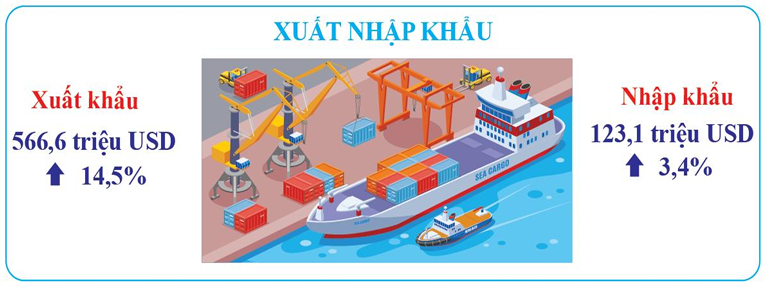 XUẤT NHẬP KHẨU
Xuất khẩu
566,6 triệu USD
14,5%
Nhập khẩu
123,1 triệu USD
3,4%
SEA CARGO